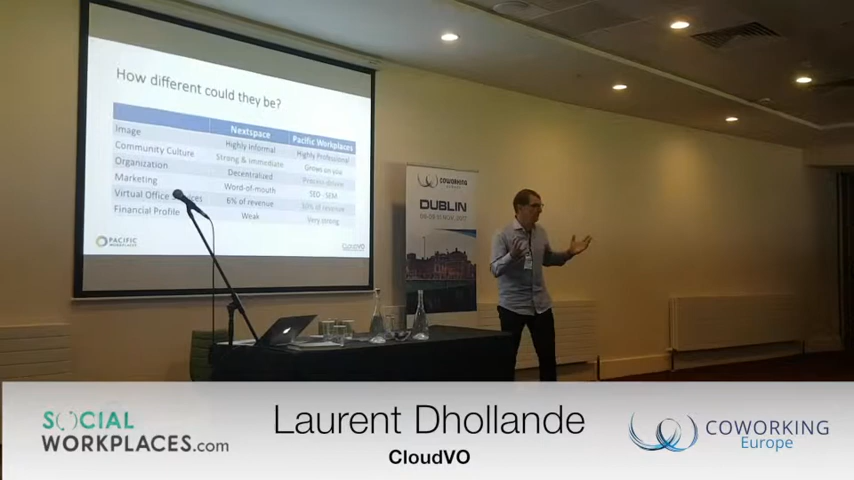 How different could they be?
Nextspace Pacific Workplaces
Image Highly informal Highly Professional
Community Culture Strong & immediate Grows on you
Organization Decentralized Process driven
Marketing Word-of-mouth SEO - SEM
Virtual Office 6% of revenue of revenue
Financial Profile Weak Very strong
PACIFIC
CLOUDVO
COWORKING
DUBLIN
SOCIAL
WORKPLACES.com
Laurent Dhollande
CloudVO
COWORKING
Europe